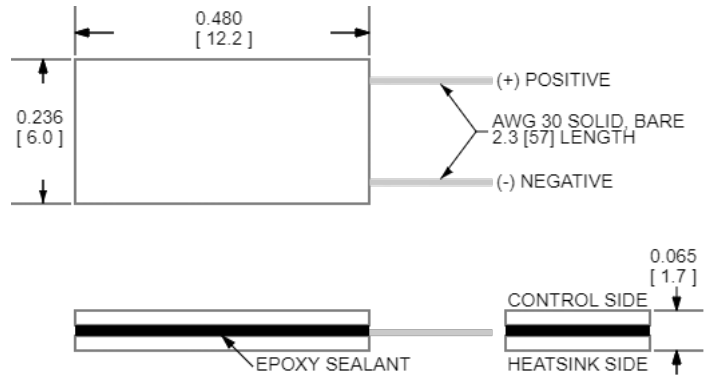 0.480
[ 12.2 ]
(+) POSITIVE
0.236
[ 6.0 ]
AWG 30 SOLID, BARE
2.3 [57] LENGTH
(-) NEGATIVE
0.065
[ 1.7 ]
CONTROL SIDE
EPOXY SEALANT
HEATSINK SIDE